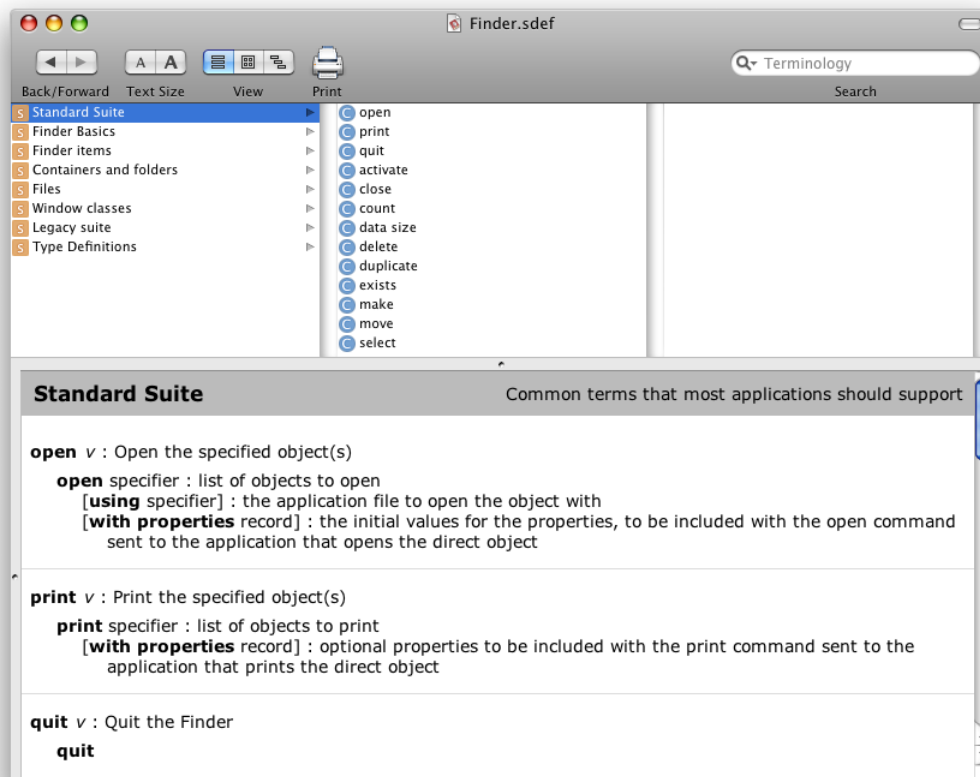 Finder.sdef
A A
Terminology
Back/Forward Text Size View Print Search
S Standard Suite
S Finder Basics
S Finder items
S Containers and folders
S Files
S Window classes
S Legacy suite
S Type Definitions
C open
C print
C quit
C activate
C close
C count
C data size
C delete
C duplicate
C exists
C make
C move
C select
Standard Suite Common terms that most applications should support
open v : Open the specified object(s)
open specifier : list of objects to open
[using specifier] : the application file to open the object with
[with properties record] : the initial values for the properties, to be included with the open command
sent to the application that opens the direct object
print v : Print the specified object(s)
print specifier : list of objects to print
[with properties record] : optional properties to be included with the print command sent to the
application that prints the direct object
quit v : Quit the Finder
quit